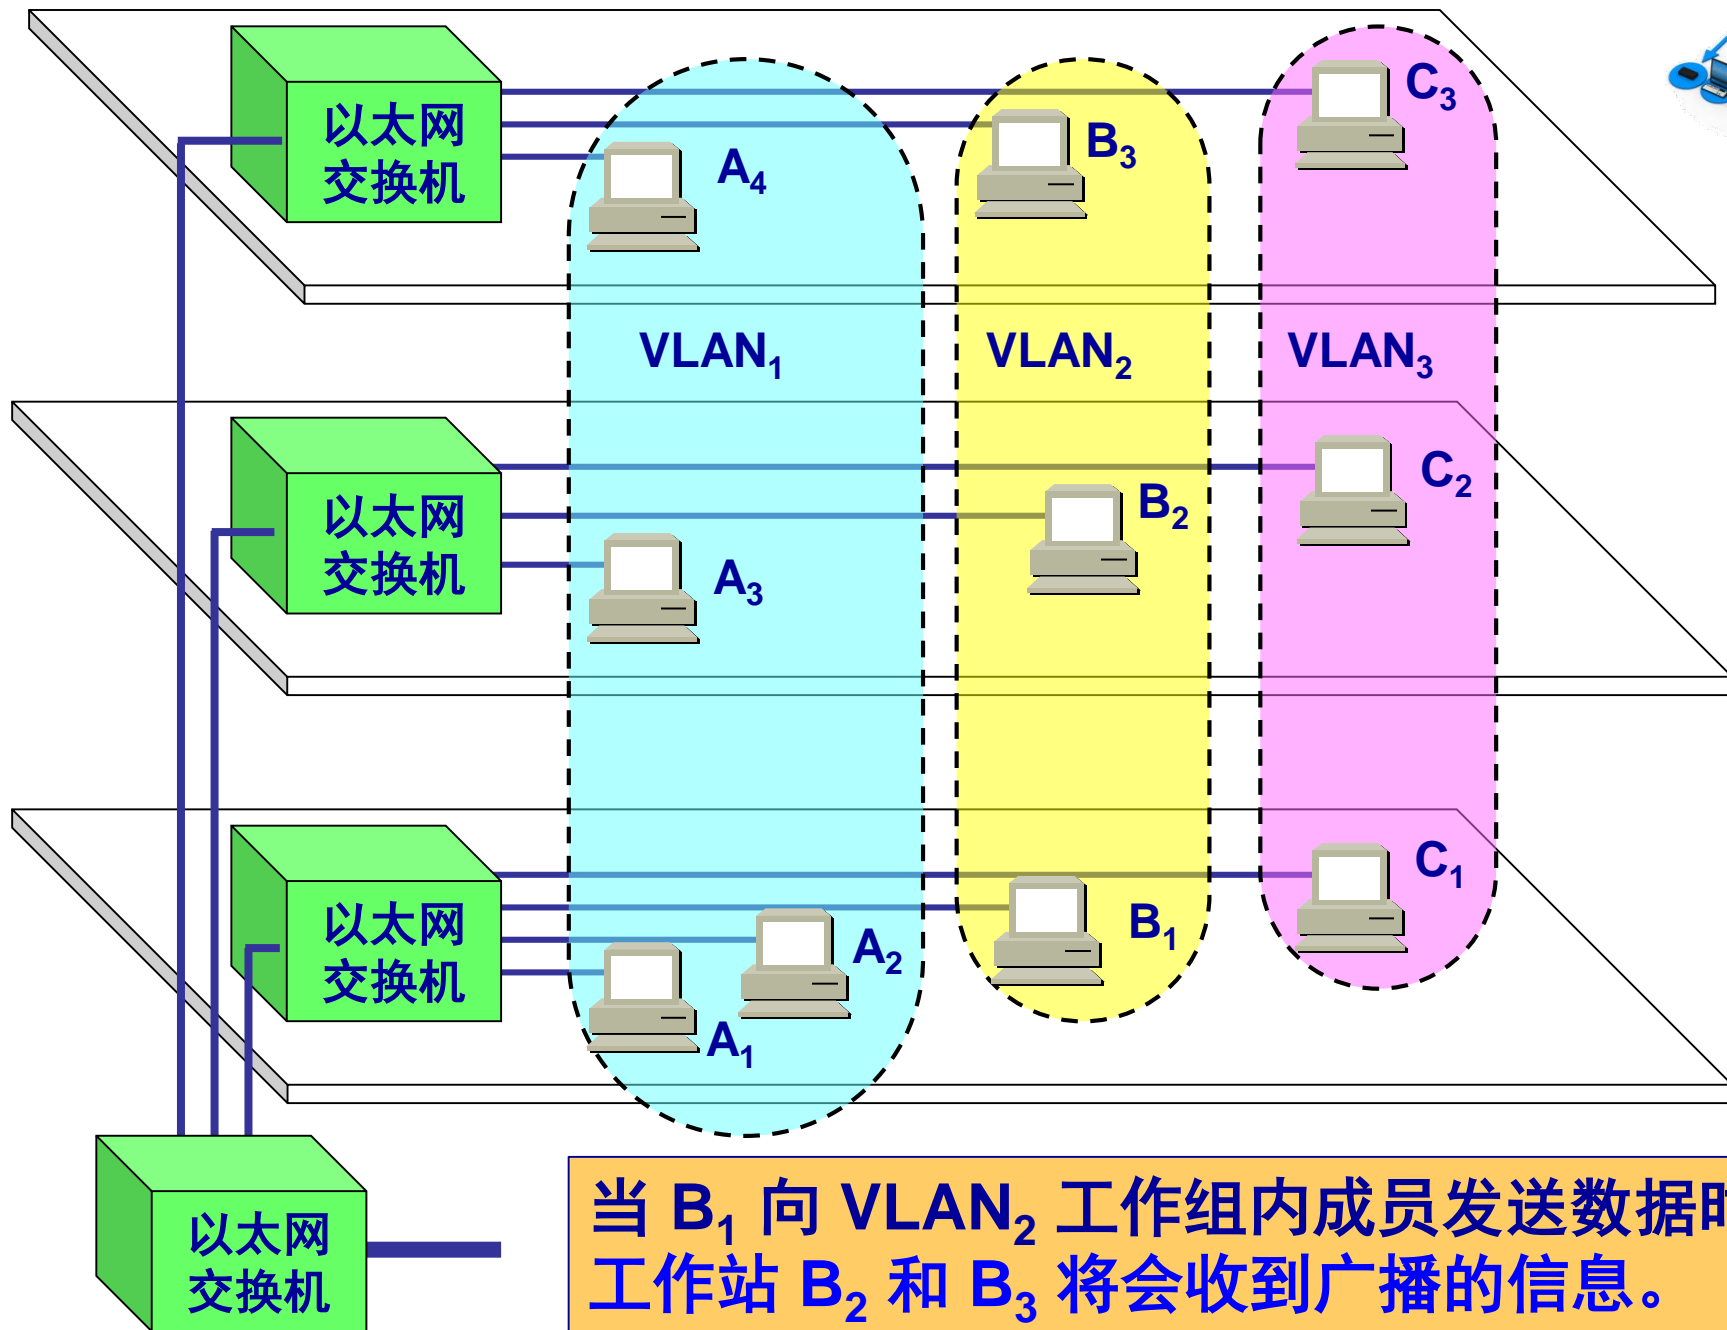 以太网
交换机
C3
B3
A4
VLAN1
VLAN2
VLAN3
以太网
交换机
C2
B2
A3
以太网
交换机
C1
B1
A2
A1
以太网
交换机
当 B1 向 VLAN2 工作组内成员发送数据时
工作站 B2 和 B3 将会收到广播的信息。